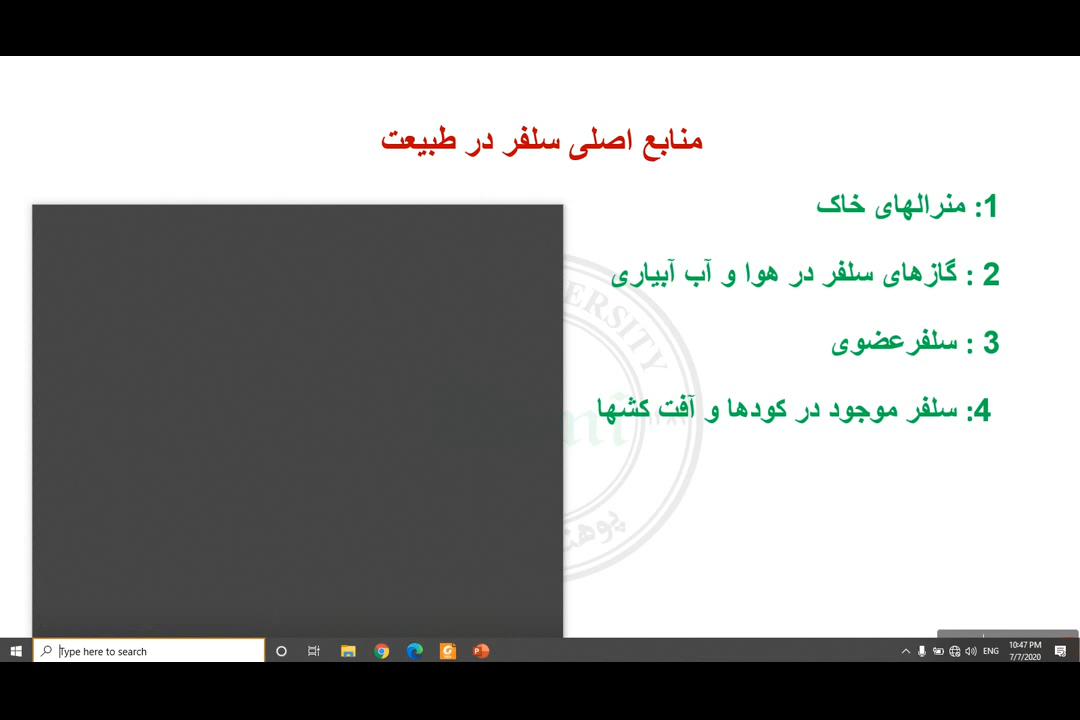 منابع اصلی سلفر در طبیعت
1: منرالهای خاک
2 : گازهای سلفر در هوا و آب آبیاری
3 : سلفرعضوی
4: سلفر موجود در کودها و آفت کشها
ERSITY
Type here to search
ENG
10:47 PM
7/7/2020